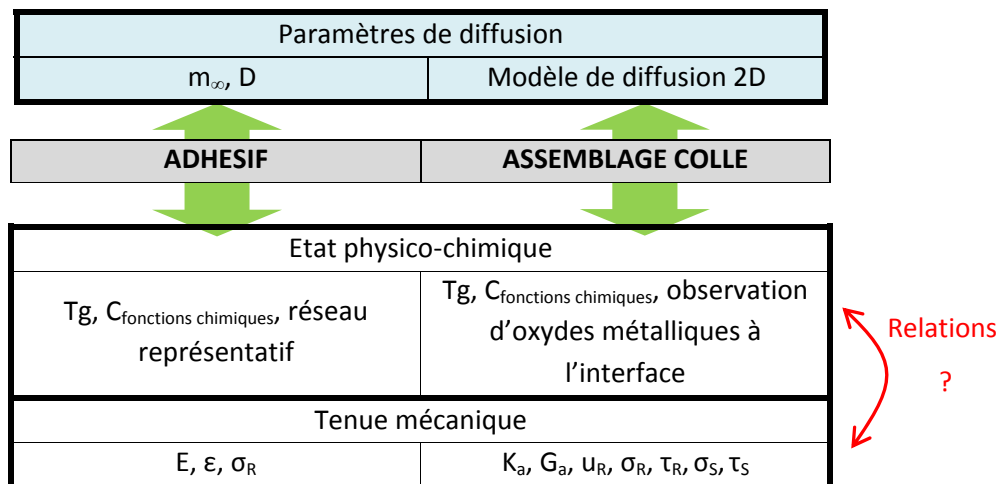 Paramètres de diffusion
m∞, D
Modèle de diffusion 2D
ADHESIF
ASSEMBLAGE COLLE
Etat physico-chimique
Tg, Cfonctions chimiques, réseau
représentatif
Tg, Cfonctions chimiques, observation
d'oxydes métalliques à
l'interface
Relations
?
Tenue mécanique
E, ε, σR
Ka, Ga, uR, σR, τR, σS, τS